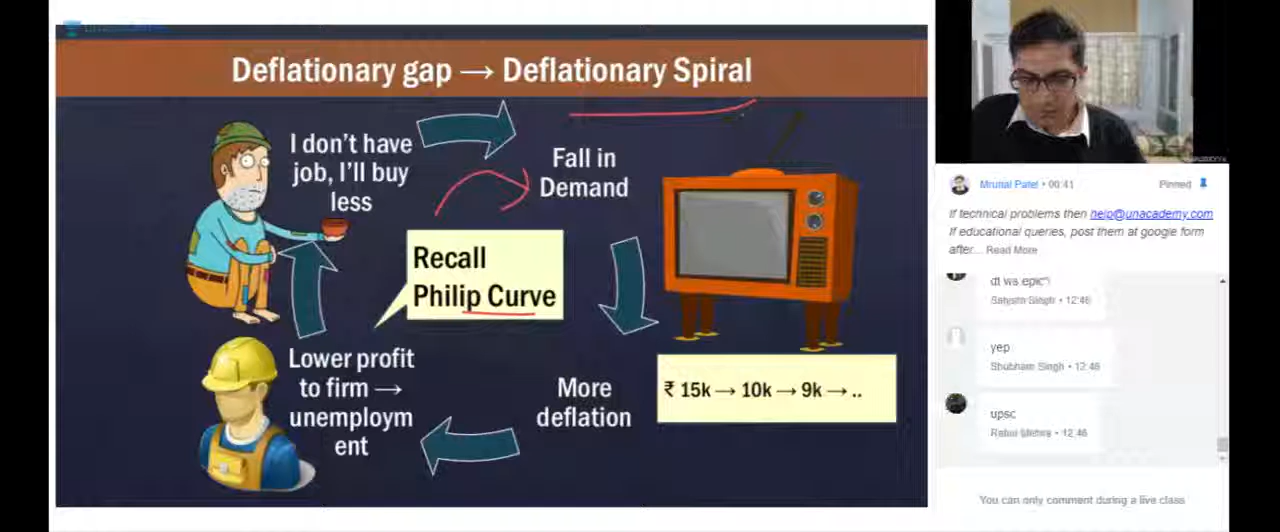 Deflationary gap → Deflationary Spiral
I don't have
job, I'll buy
less
Fall in
Demand
Recall
Philip Curve
Lower profit
to firm →
unemploym
ent
More
deflation
₹ 15k → 10k → 9k → ..
Mrunal Patel • 00:41
Pinned
If technical problems then help@unacademy.com
If educational queries, post them at google form
after... Read More
yep
Shubham Singh • 12:46
upsc
12:46
You can only comment during a live class